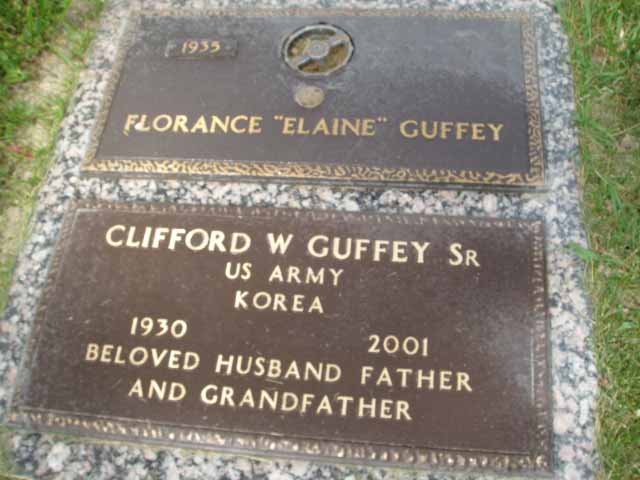 1935
FLORANCE "ELAINE" GUFFEY
CLIFFORD W GUFFEY SR
US ARMY
KOREA
1930 2001
BELOVED HUSBAND FATHER
AND GRANDFATHER